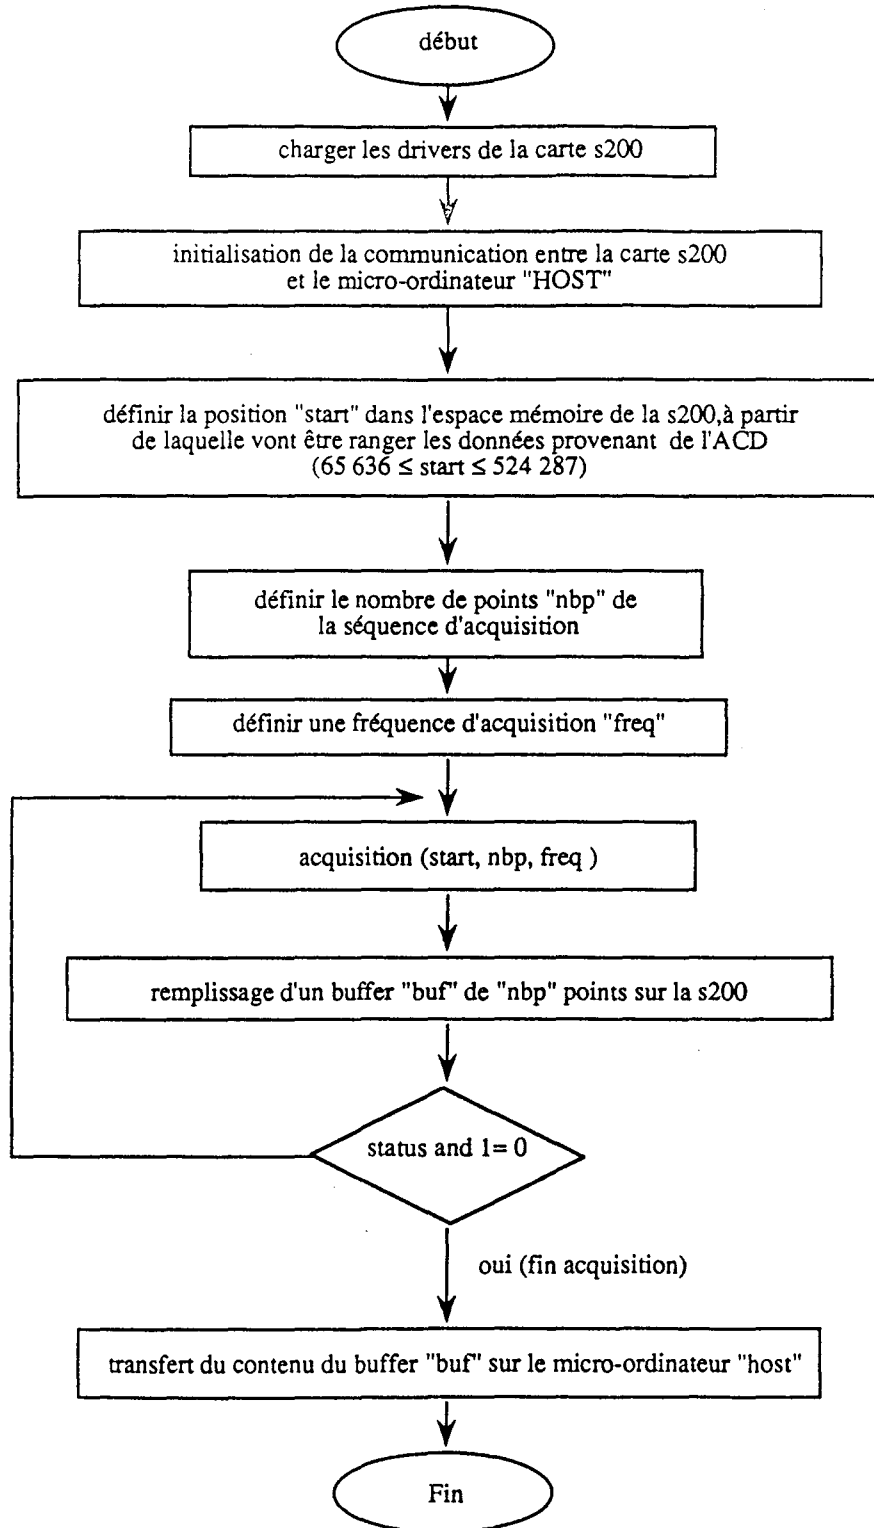 début
charger les drivers de la carte s200
initialisation de la communication entre la carte s200
et le micro-ordinateur "HOST"
définir la position "start" dans l'espace mémoire de la s200,à partir
de laquelle vont être ranger les données provenant de l'ACD
(65 636 ≤ start ≤ 524 287)
définir le nombre de points "nbp" de
la séquence d'acquisition
définir une fréquence d'acquisition "freq"
acquisition (start, nbp, freq )
remplissage d'un buffer "buf" de "nbp" points sur la s200
status and 1= 0
oui (fin acquisition)
transfert du contenu du buffer "buf" sur le micro-ordinateur "host"
Fin